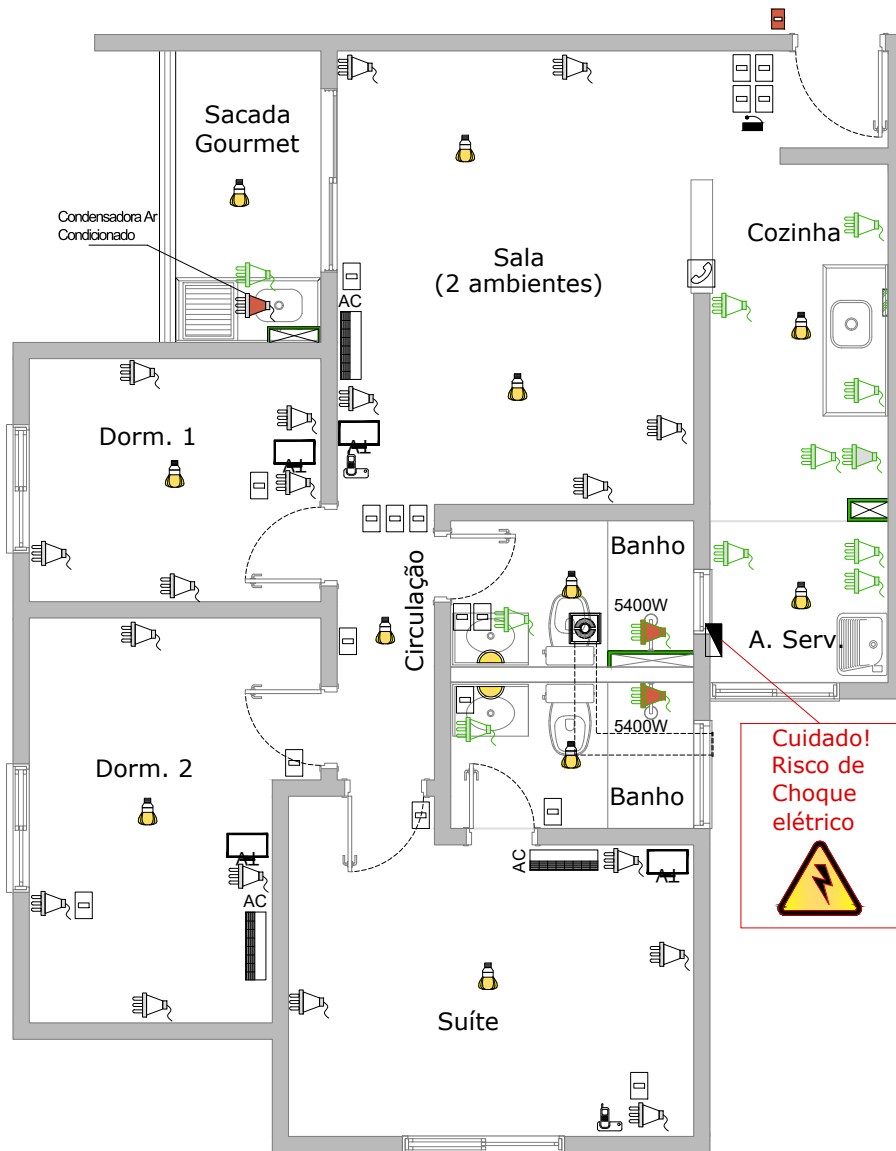 Sacada
Gourmet
Condensadora Ar
Condicionado
Sala
(2 ambientes)
Cozinha
AC
Dorm. 1
Circulação
Banho
5400W
A. Serv.
5400W
Banho
Cuidado!
Risco de
Choque
elétrico
Dorm. 2
AC
AC
Suíte